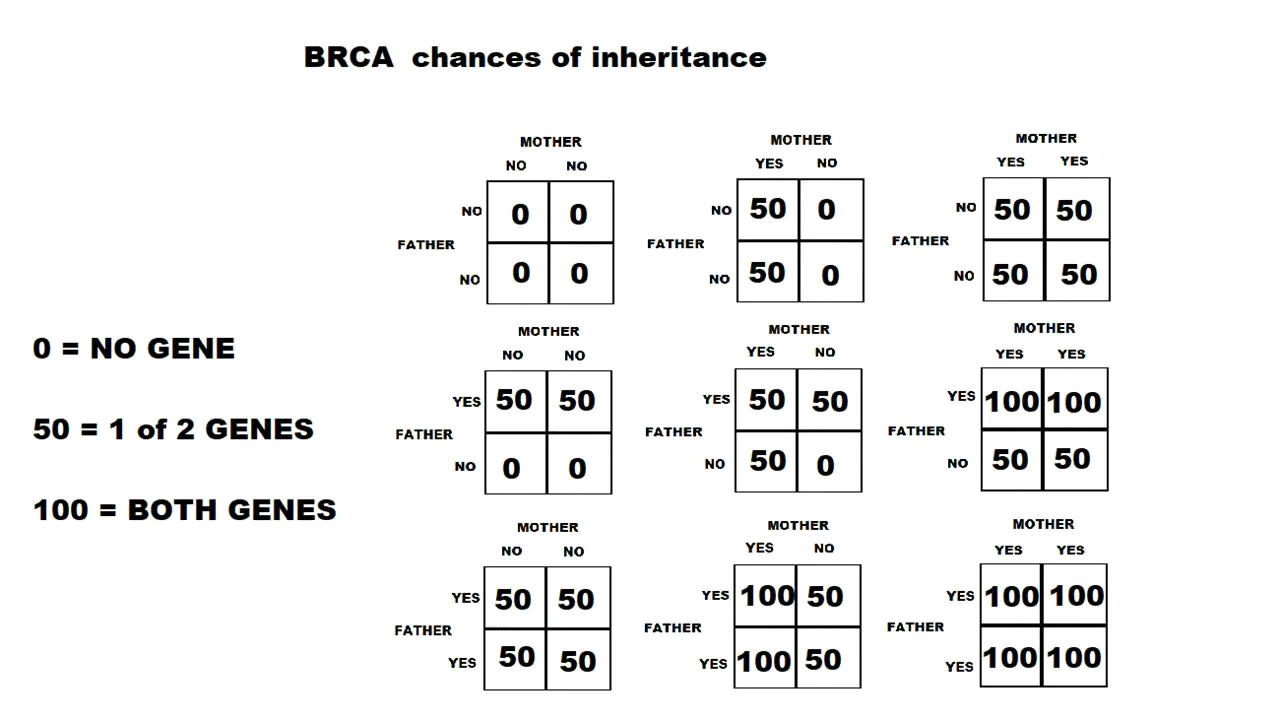 BRCA chances of inheritance
MOTHER MOTHER MOTHER
NO NO YES NO YES YES
NO 0 0 NO 50 0 NO 50 50
FATHER FATHER FATHER
NO 0 0 NO 50 0 NO 50 50
MOTHER MOTHER MOTHER
0 = NO GENE
NO NO YES NO YES YES
YES 50 50 YES 50 50 YES 100 100
50 = 1 of 2 GENES
FATHER FATHER FATHER
NO 0 0 NO 50 0 NO 50 50
100 = BOTH GENES
MOTHER MOTHER MOTHER
NO NO YES NO YES YES
YES 50 50 YES 100 50 YES 100 100
FATHER FATHER FATHER
YES 50 50 YES 100 50 YES 100 100